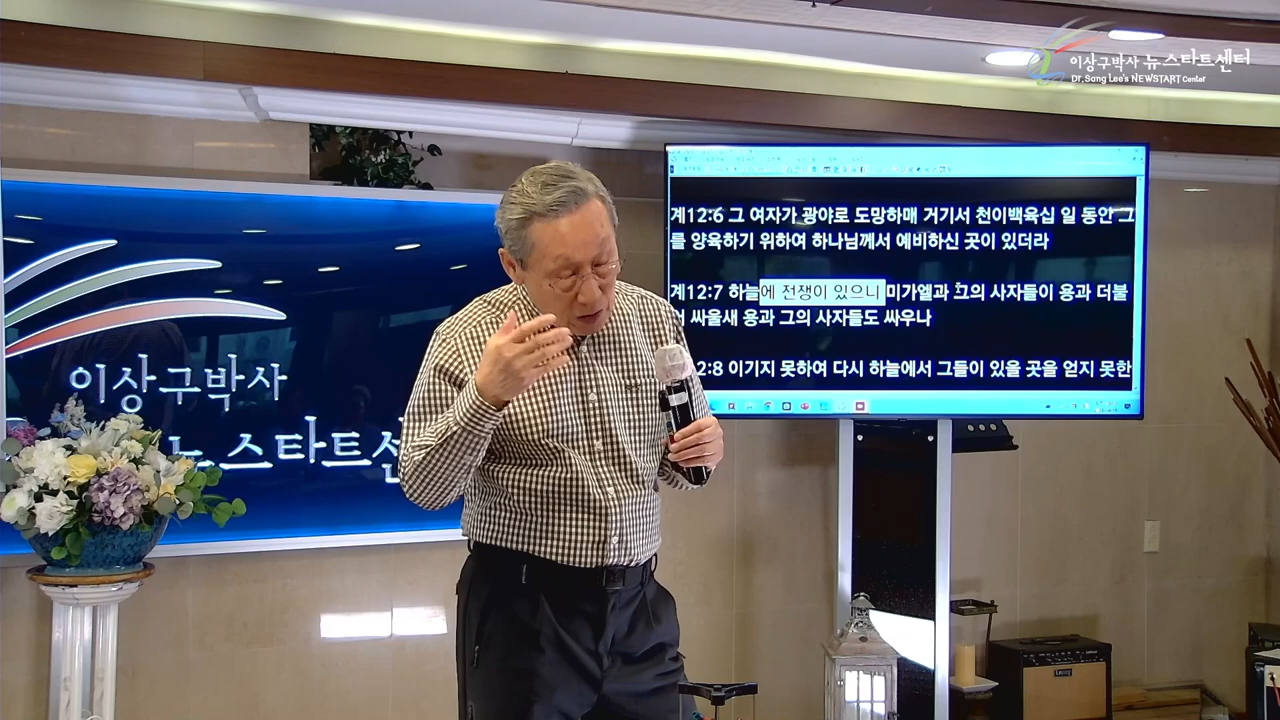 이상구박사 뉴스타트센터
Dr. Sang Lee's NEWSTART Center
계12:6 그 여자가 광야로 도망하매 거기서 천이백육십 일 동안 그
를 양육하기 위하여 하나님께서 예비하신 곳이 있더라
계12:7 하늘에 전쟁이 있으니 미가엘과 그의 사자들이 용과 더불
싸울새 용과 그의 사자들도 싸우나
2:8 이기지 못하여 다시 하늘에서 그들이 있을 곳을 얻지 못한
이상구박사
뉴스타트센
Laney